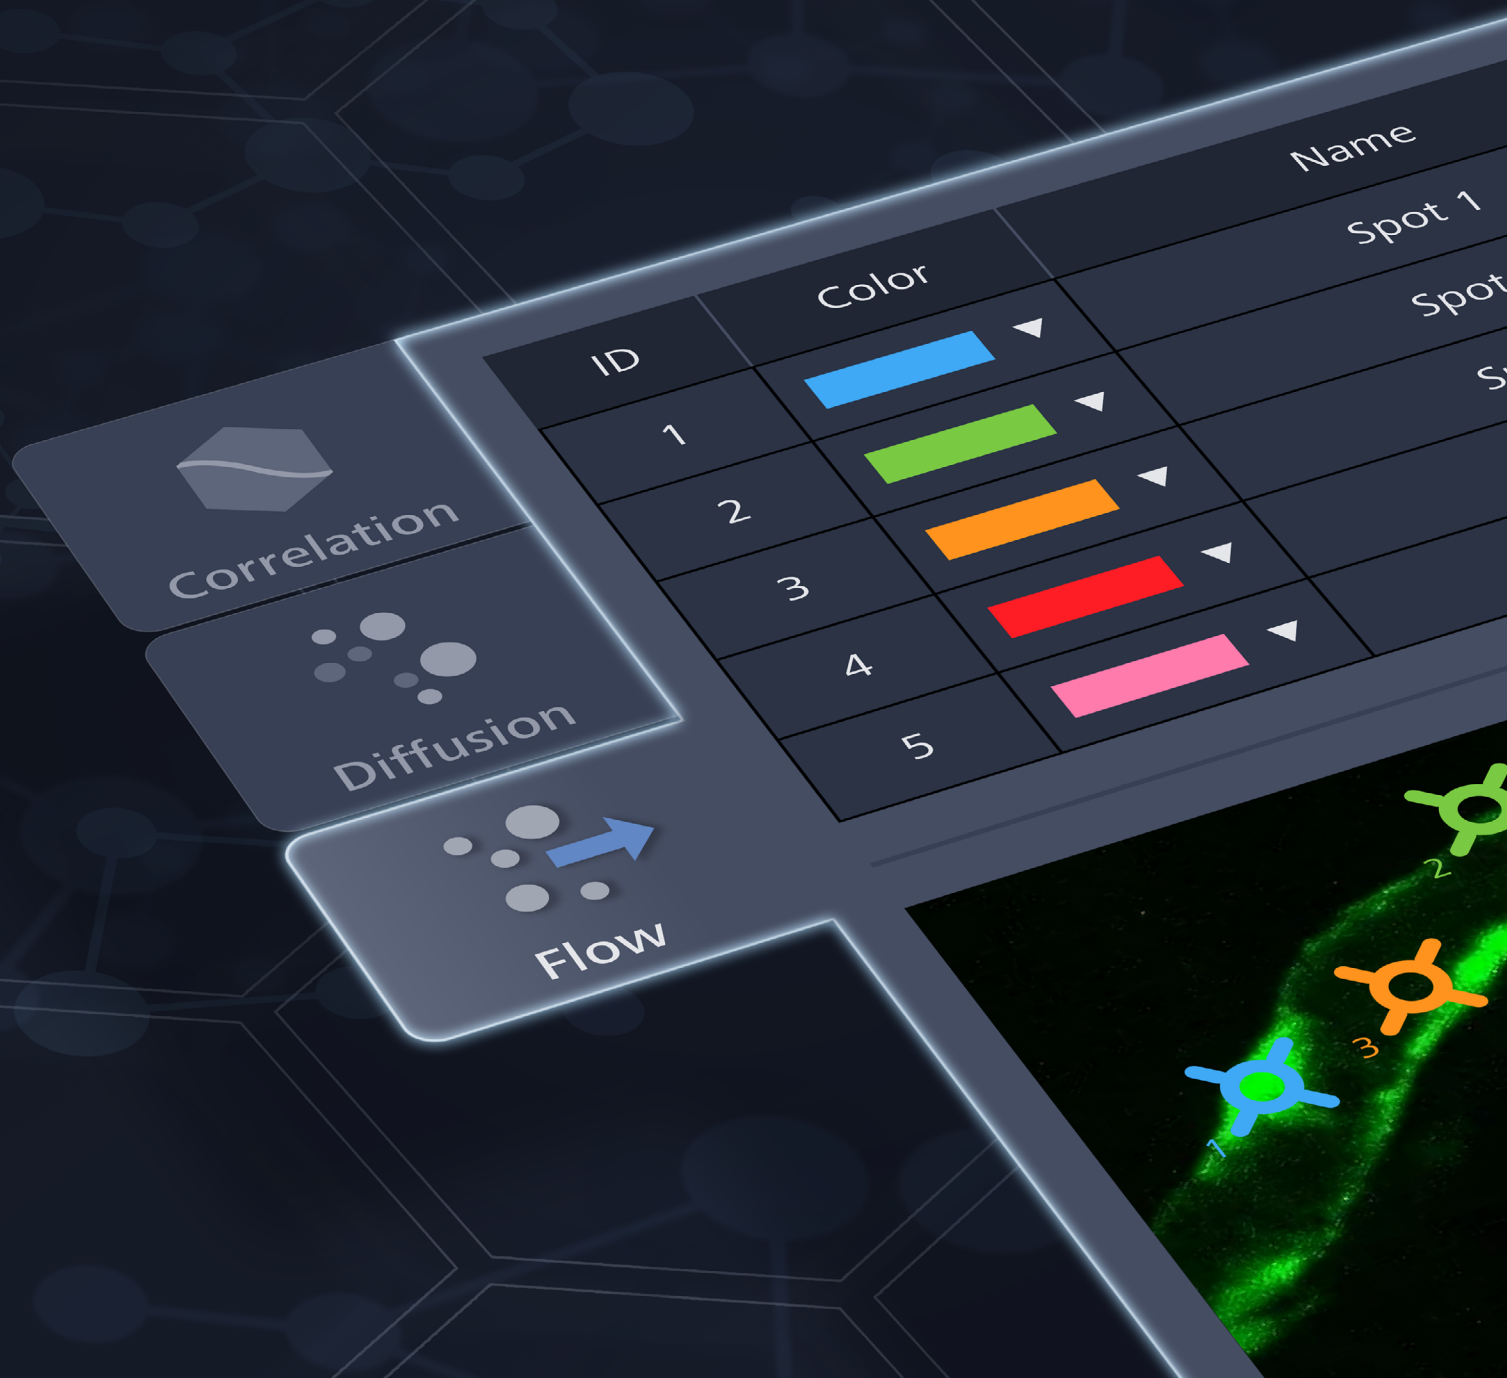 ID Color Name
1 Spot 1
2 Spot
3
4
5
Correlation
Diffusion
Flow
2
3
1